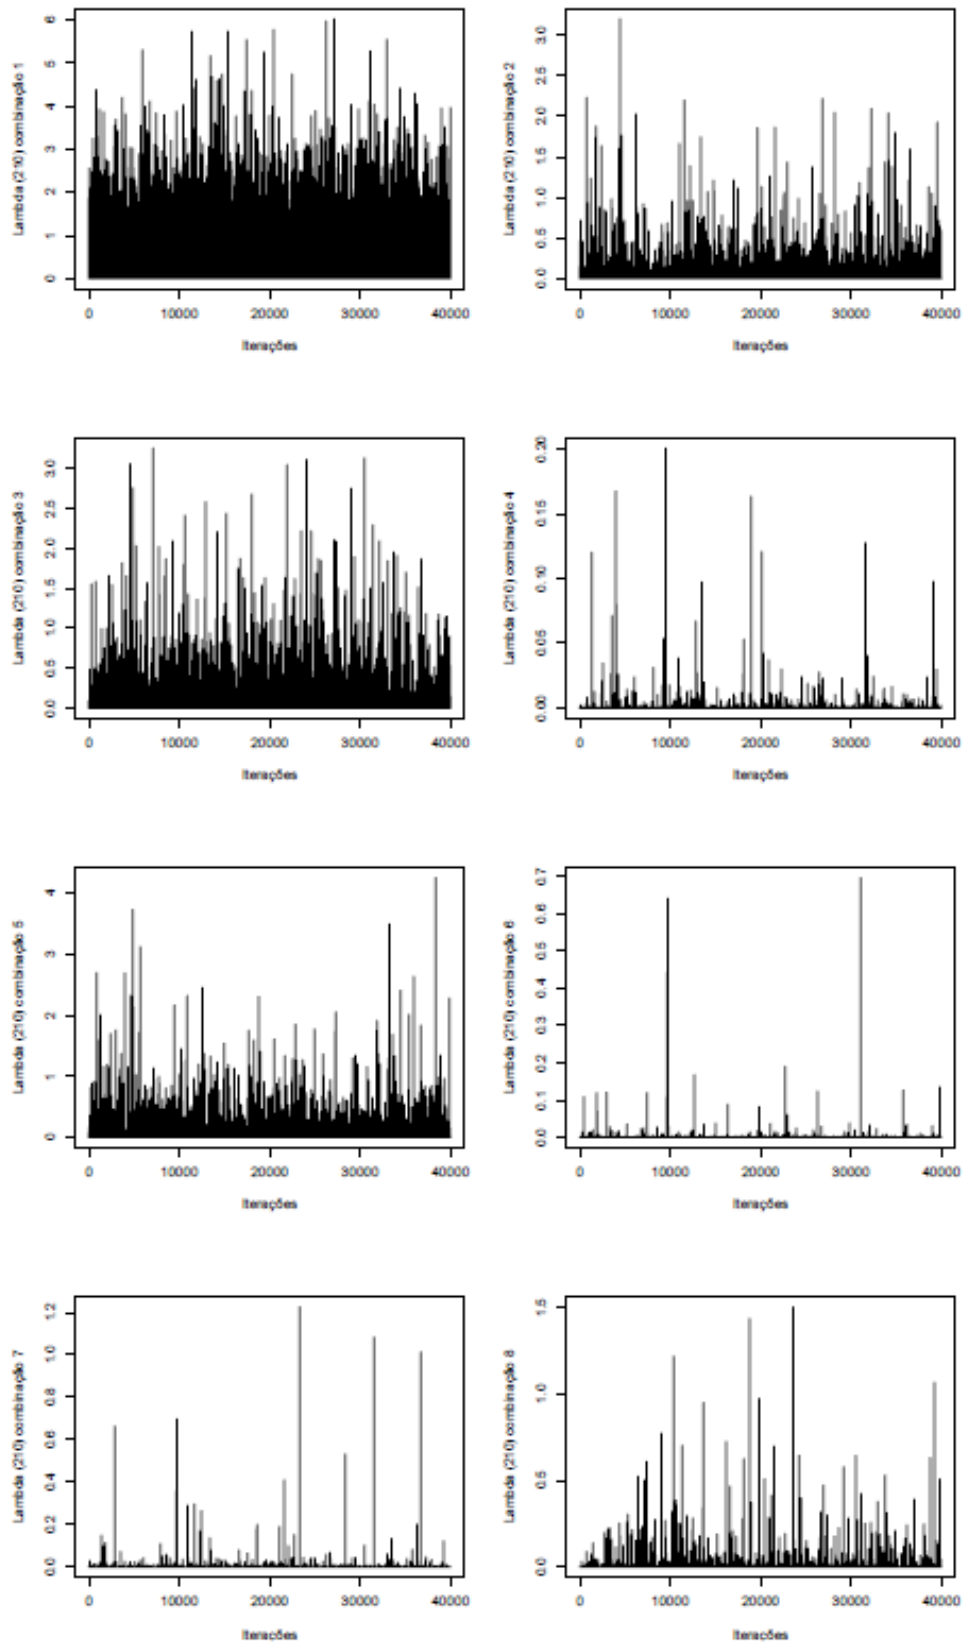 Lambda (210) combinação 1
6
5
4
3
2
1
0
0 10000 20000 30000 40000
Iterações
Lambda (210) combinação 2
3.0
2.5
2.0
1.5
1.0
0.5
0.0
0 10000 20000 30000 40000
Iterações
Lambda (210) combinação 3
3.0
2.5
2.0
1.5
1.0
0.5
0.0
0 10000 20000 30000 40000
Iterações
Lambda (210) combinação 4
0.20
0.15
0.10
0.05
0.00
0 10000 20000 30000 40000
Iterações
Lambda (210) combinação 5
4
3
2
1
0
0 10000 20000 30000 40000
Iterações
Lambda (210) combinação 6
0.7
0.6
0.5
0.4
0.3
0.2
0.1
0.0
0 10000 20000 30000 40000
Iterações
Lambda (210) combinação 7
1.2
1.0
0.8
0.6
0.4
0.2
0.0
0 10000 20000 30000 40000
Iterações
Lambda (210) combinação 8
1.5
1.0
0.5
0.0
0 10000 20000 30000 40000
Iterações